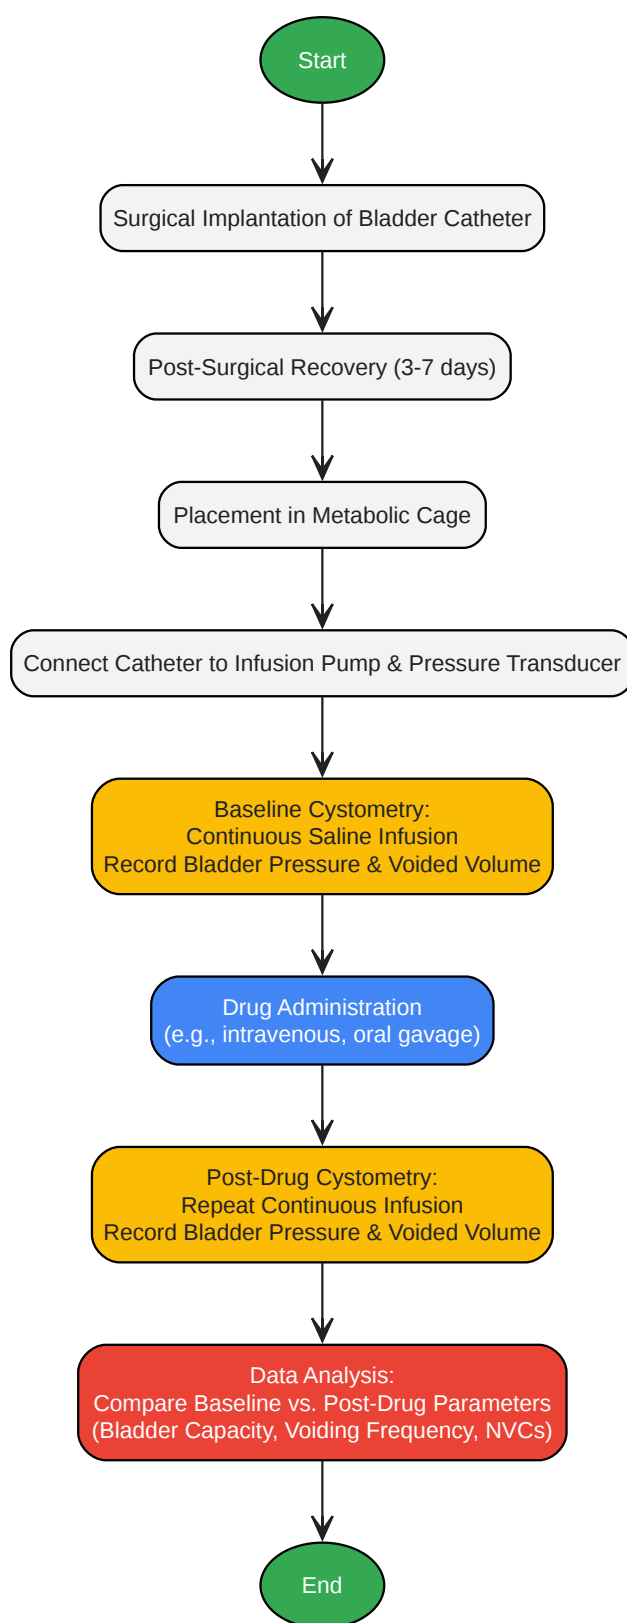 Start
Surgical Implantation of Bladder Catheter
Post-Surgical Recovery (3-7 days)
Placement in Metabolic Cage
Connect Catheter to Infusion Pump & Pressure Transducer
Baseline Cystometry:
Continuous Saline Infusion
Record Bladder Pressure & Voided Volume
Drug Administration
(e.g., intravenous, oral gavage)
Post-Drug Cystometry:
Repeat Continuous Infusion
Record Bladder Pressure & Voided Volume
Data Analysis:
Compare Baseline vs. Post-Drug Parameters
(Bladder Capacity, Voiding Frequency, NVCs)
End